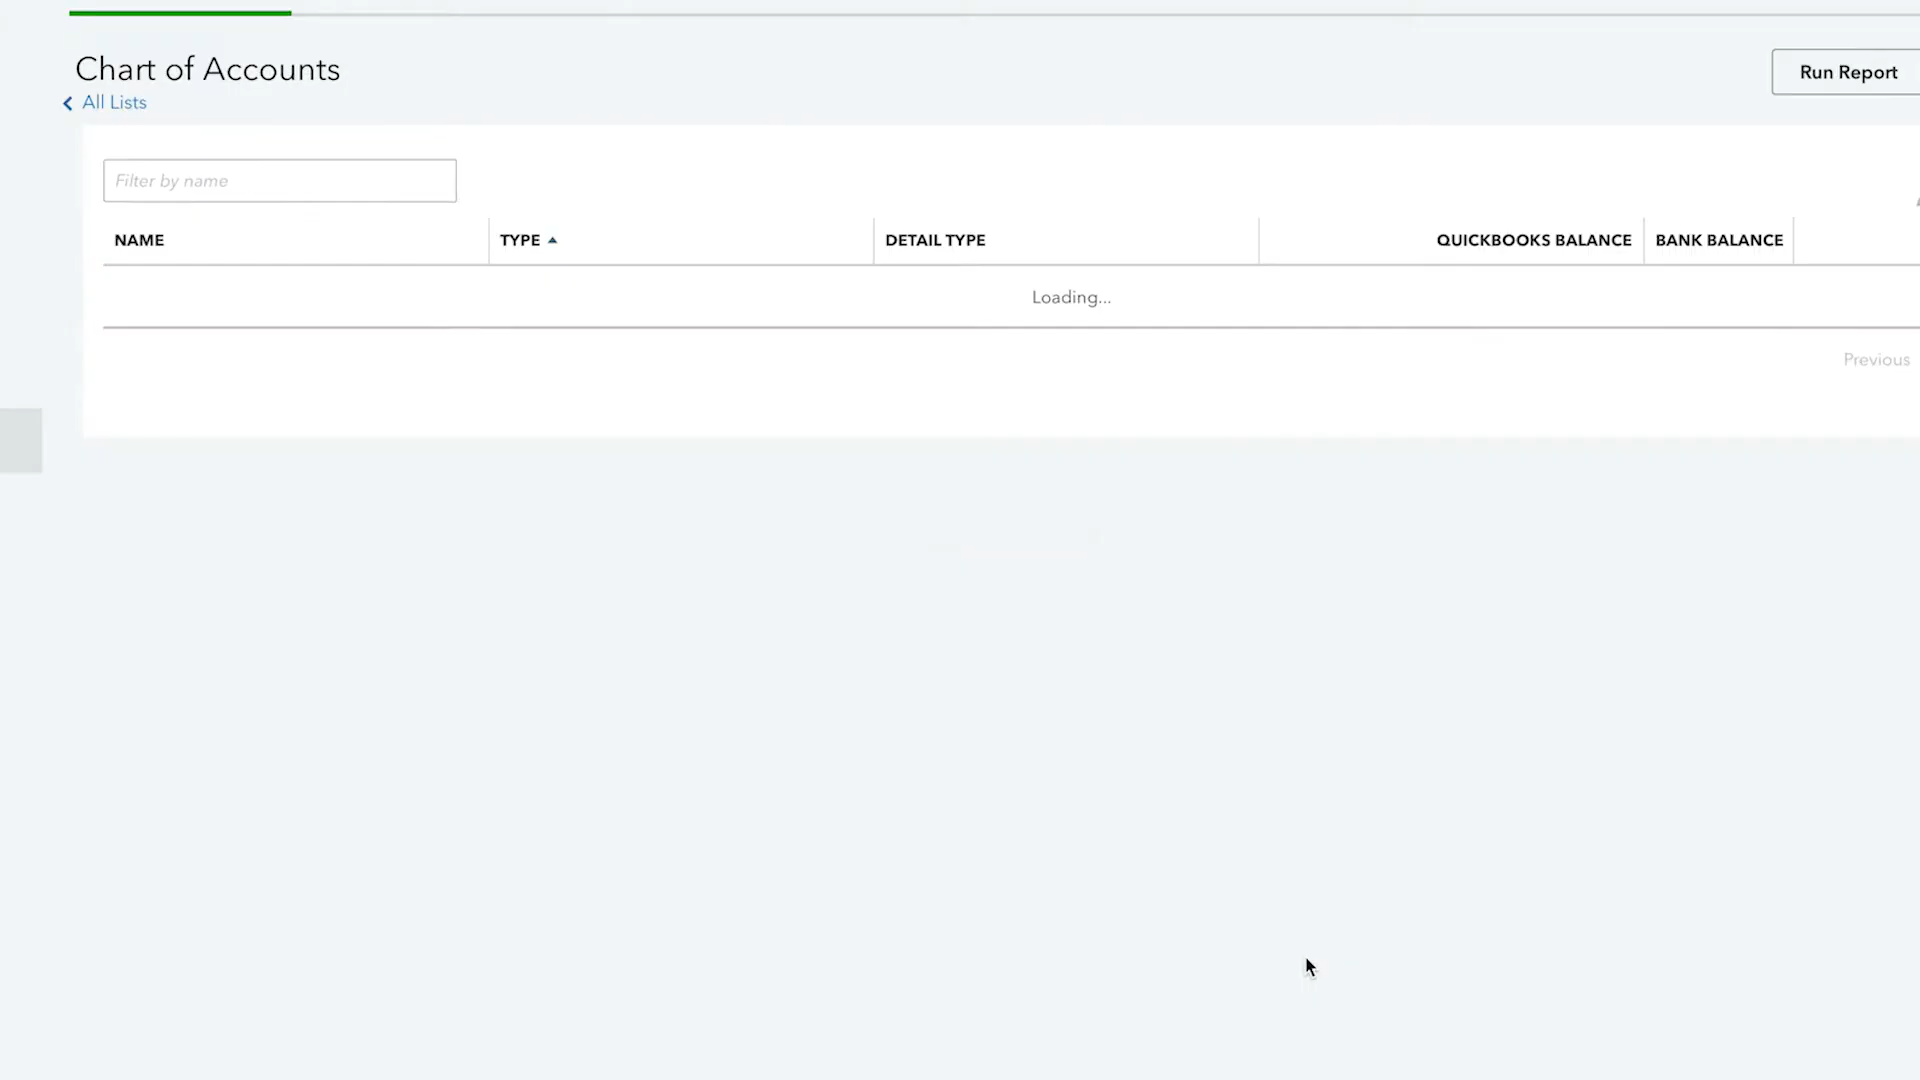 Chart of Accounts
Run Report
All Lists
Filter by name
NAME TYPE DETAIL TYPE QUICKBOOKS BALANCE BANK BALANCE
Loading...
Previous